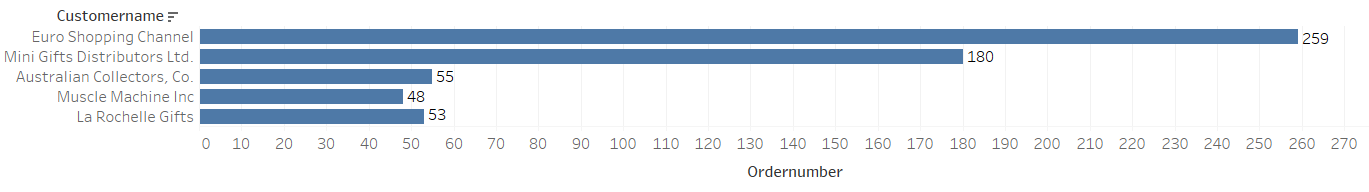 Customername
Euro Shopping Channel 259
Mini Gifts Distributors Ltd. 180
Australian Collectors, Co. 55
Muscle Machine Inc 48
La Rochelle Gifts 53
0 10 20 30 40 50 60 70 80 90 100 110 120 130 140 150 160 170 180 190 200 210 220 230 240 250 260 270
Ordernumber